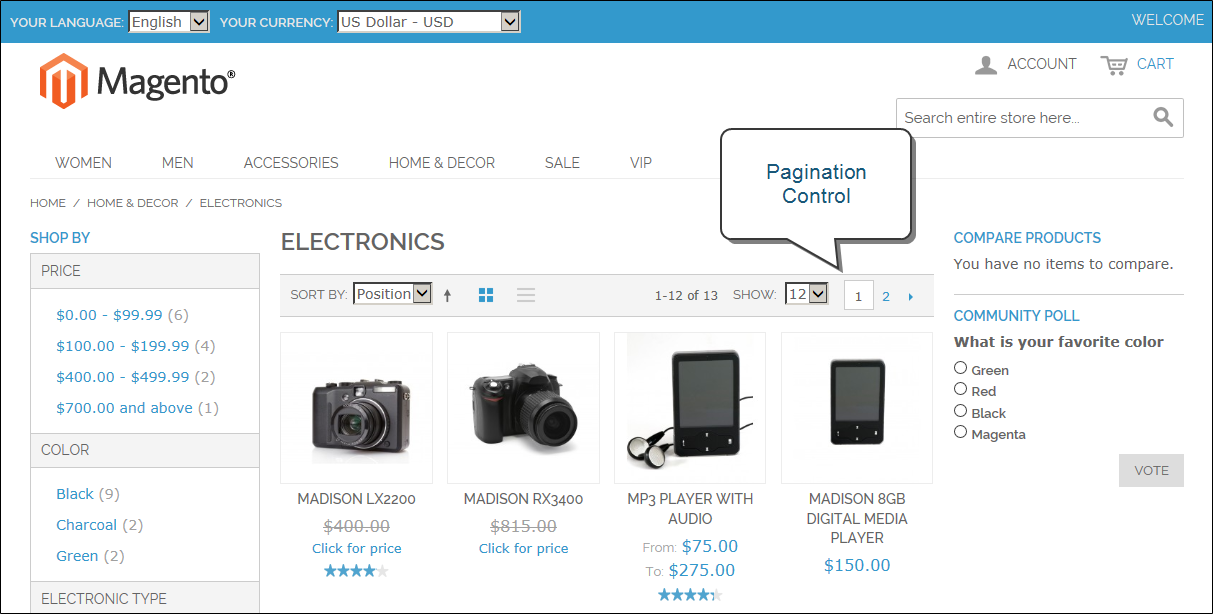 YOUR LANGUAGE: English YOUR CURRENCY: US Dollar - USD WELCOME
Magento®
ACCOUNT CART
Search entire store here...
WOMEN MEN ACCESSORIES HOME & DECOR SALE VIP
Pagination
Control
HOME / HOME & DECOR / ELECTRONICS
SHOP BY
PRICE
$0.00 - $99.99 (6)
$100.00 - $199.99 (4)
$400.00 - $499.99 (2)
$700.00 and above (1)
COLOR
Black (9)
Charcoal (2)
Green (2)
ELECTRONIC TYPE
ELECTRONICS
SORT BY: Position 1-12 of 13 SHOW: 12 1 2
MADISON LX2200
$400.00
Click for price
MADISON RX3400
$815.00
Click for price
MP3 PLAYER WITH
AUDIO
From: $75.00
To: $275.00
MADISON 8GB
DIGITAL MEDIA
PLAYER
$150.00
COMPARE PRODUCTS
You have no items to compare.
COMMUNITY POLL
What is your favorite color
Green
Red
Black
Magenta
VOTE